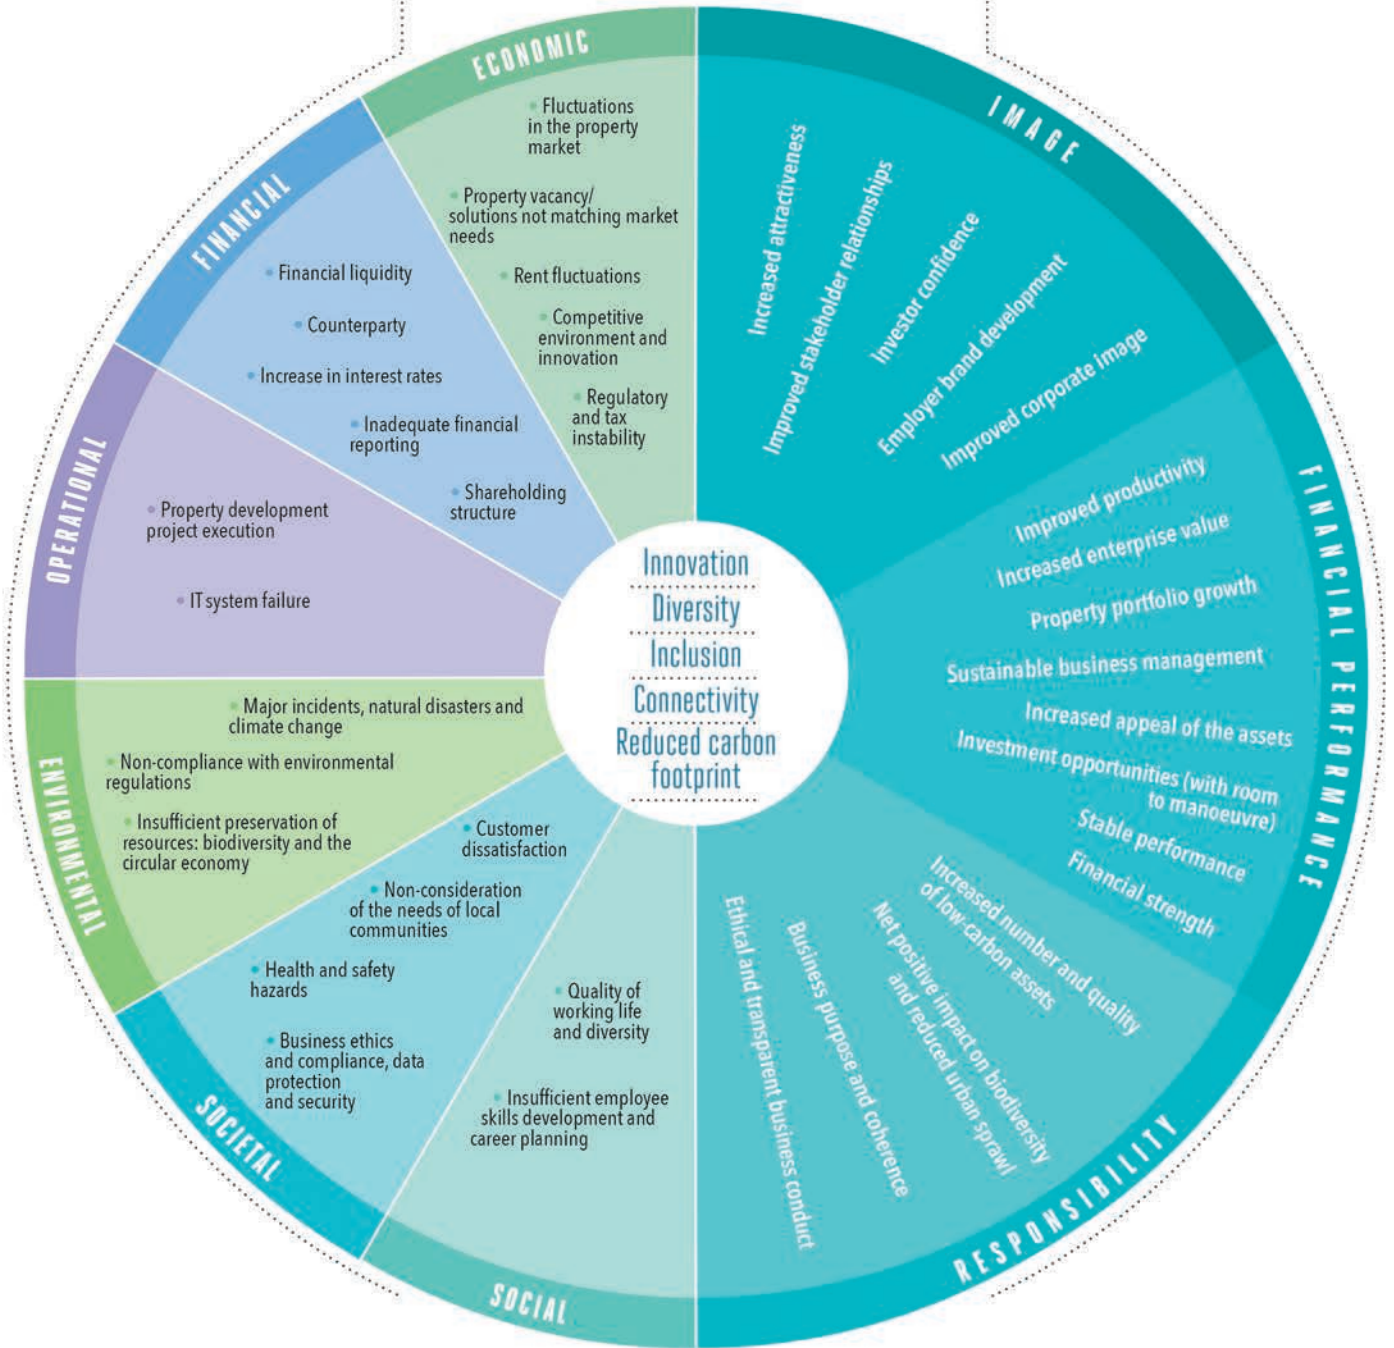 ECONOMIC
• Fluctuations
in the property
market
• Property vacancy/
solutions not matching market
needs
• Rent fluctuations
• Competitive
environment and
innovation
• Regulatory
and tax
instability
FINANCIAL
• Financial liquidity
• Counterparty
• Increase in interest rates
• Inadequate financial
reporting
• Shareholding
structure
OPERATIONAL
• Property development
project execution
• IT system failure
ENVIRONMENTAL
• Major incidents, natural disasters and
climate change
• Non-compliance with environmental
regulations
• Insufficient preservation of
resources: biodiversity and the
circular economy
SOCIETAL
• Customer
dissatisfaction
• Non-consideration
of the needs of local
communities
• Health and safety
hazards
• Business ethics
and compliance, data
protection
and security
SOCIAL
• Quality of
working life
and diversity
• Insufficient employee
skills development and
career planning
Innovation
Diversity
Inclusion
Connectivity
Reduced carbon
footprint
IMAGE
Increased attractiveness
Improved stakeholder relationships
Investor confidence
Employer brand development
Improved corporate image
FINANCIAL PERFORMANCE
Improved productivity
Increased enterprise value
Property portfolio growth
Sustainable business management
Increased appeal of the assets
Investment opportunities (with room
to manoeuvre)
Stable performance
Financial strength
RESPONSIBILITY
Increased number and quality
of low-carbon assets
Net positive impact on biodiversity
and reduced urban sprawl
Business purpose and coherence
Ethical and transparent business conduct